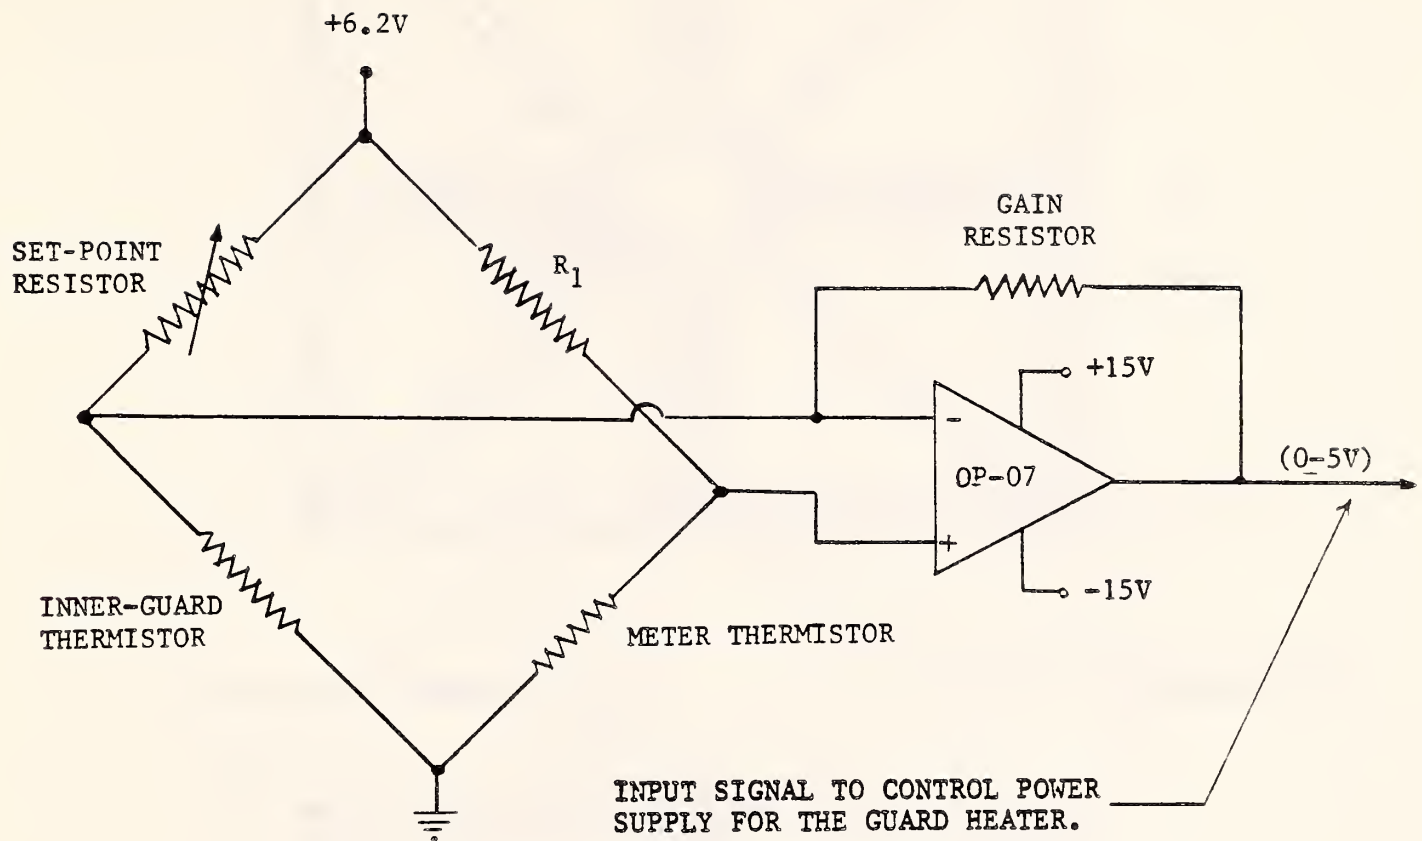 +6.2V
SET-POINT
RESISTOR
R1
GAIN
RESISTOR
+15V
-
OP-07
+
(0-5V)
-15V
INNER-GUARD
THERMISTOR
METER THERMISTOR
INPUT SIGNAL TO CONTROL POWER
SUPPLY FOR THE GUARD HEATER.